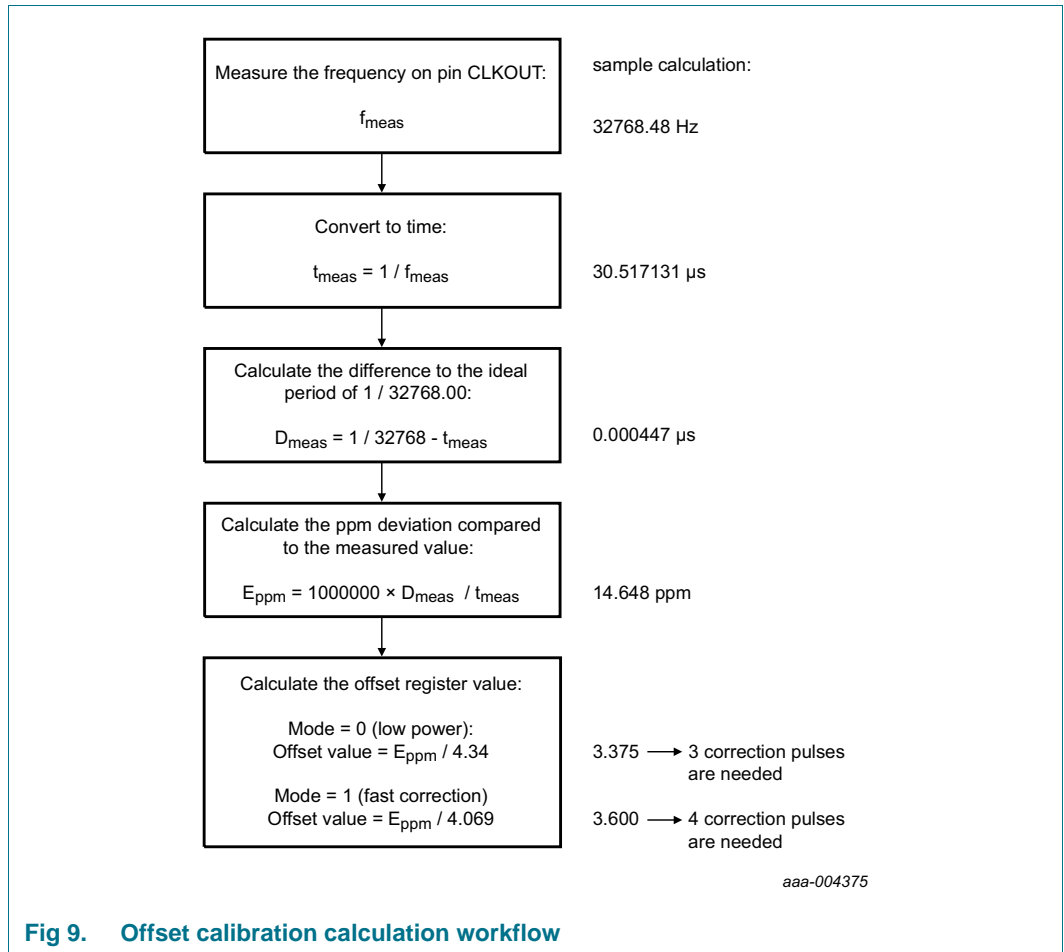 Measure the frequency on pin CLKOUT:
fmeas
sample calculation:
32768.48 Hz
Convert to time:
tmeas = 1 / fmeas
30.517131 µs
Calculate the difference to the ideal
period of 1 / 32768.00:
Dmeas = 1 / 32768 - tmeas
0.000447 µs
Calculate the ppm deviation compared
to the measured value:
Eppm = 1000000 × Dmeas / tmeas
14.648 ppm
Calculate the offset register value:
Mode = 0 (low power):
Offset value = Eppm / 4.34
3.375 → 3 correction pulses
are needed
Mode = 1 (fast correction)
Offset value = Eppm / 4.069
3.600 → 4 correction pulses
are needed
aaa-004375
Fig 9. Offset calibration calculation workflow